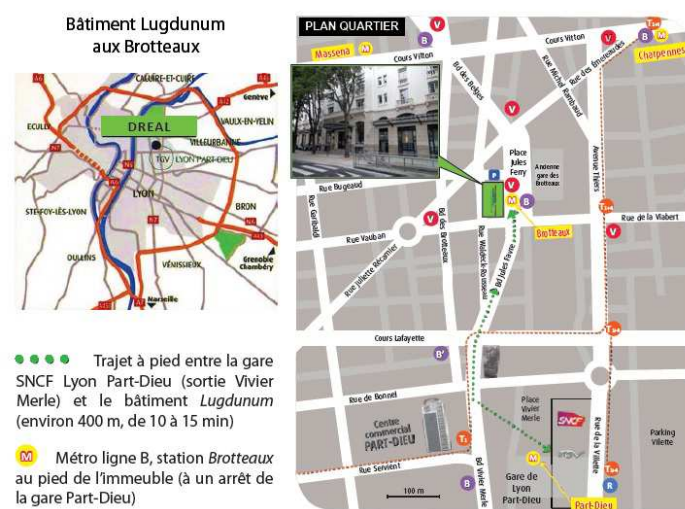 Bâtiment Lugdunum
aux Brotteaux
CALUIRE-ET-CUIRE
Genève
ECULLY
DREAL
VAULX-EN-VELIN
VILLEURBANNE
TGV
LYON PART-DIEU
LYON
BRON
STE-FOY-LÈS-LYON
OULLINS
VÉNISSIEUX
Grenoble
Chambéry
Marseille
Trajet à pied entre la gare
SNCF Lyon Part-Dieu (sortie Vivier
Merle) et le bâtiment Lugdunum
(environ 400 m, de 10 à 15 min)
M Métro ligne B, station Brotteaux
au pied de l'immeuble (à un arrêt de
la gare Part-Dieu)
PLAN QUARTIER
Massena
M
B
V
Cours Vitton
Cours Vitton
V
B
M
Charpennes
Bd des Belges
Rue des Émeraudes
Rue Michel Rambaud
V
Place
Jules
Ferry
Ancienne
gare des
Brotteaux
Avenue Thiers
P
V
M
B
Brotteaux
Rue Bugeaud
Rue Garibaldi
Bd des Brotteaux
V
Rue Vauban
Rue Juliette Récamier
Rue Waldeck-Rousseau
Bd Jules Favre
Rue de la Viabert
V
Cours Lafayette
B'
Rue de Bonnel
Place
Vivier
Merle
SNCF
Centre
commercial
PART-DIEU
T1
Rue Servient
B
Bd Vivier Merle
M
Gare de
Lyon
Part-Dieu
Rue de la Villette
Parking
Villette
R
Part-Dieu
100 m